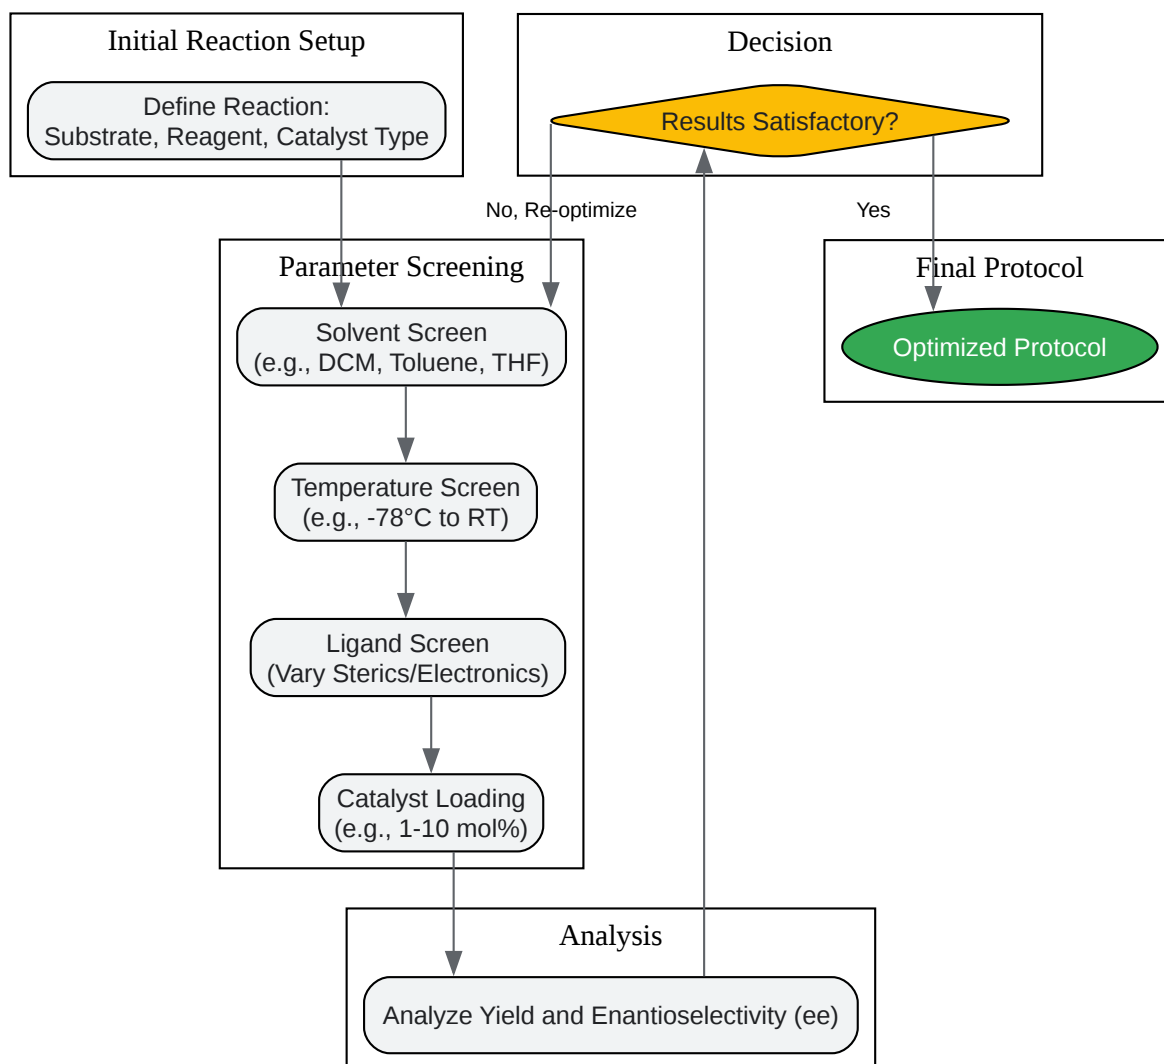 Initial Reaction Setup
Define Reaction:
Substrate, Reagent, Catalyst Type
Decision
Results Satisfactory?
No, Re-optimize
Yes
Parameter Screening
Solvent Screen
(e.g., DCM, Toluene, THF)
Temperature Screen
(e.g., -78°C to RT)
Ligand Screen
(Vary Sterics/Electronics)
Catalyst Loading
(e.g., 1-10 mol%)
Final Protocol
Optimized Protocol
Analysis
Analyze Yield and Enantioselectivity (ee)